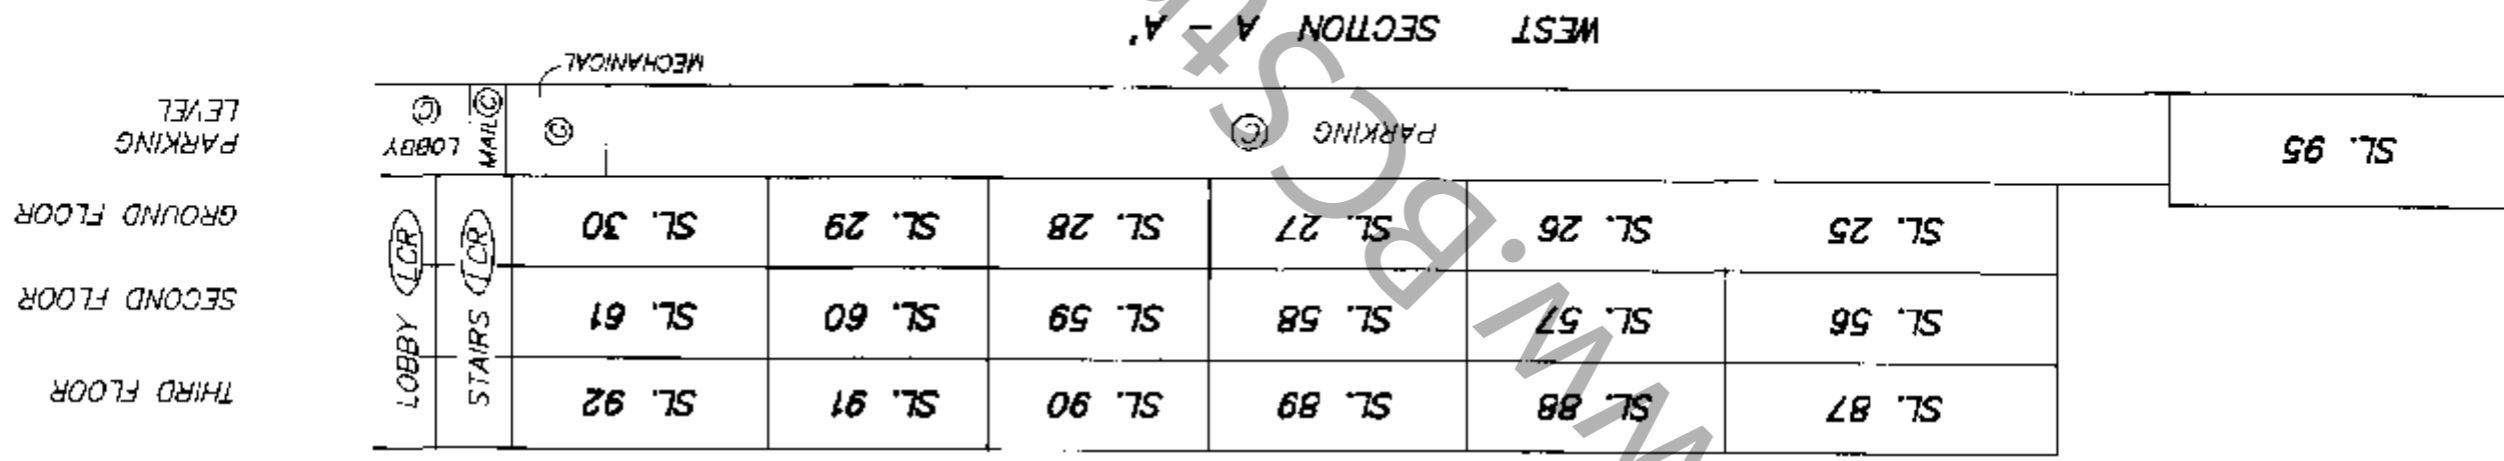 SL. 87 SL. 88 SL. 89 SL. 90 SL. 91 SL. 92 THIRD FLOOR
SL. 56 SL. 57 SL. 58 SL. 59 SL. 60 SL. 61 SECOND FLOOR
SL. 25 SL. 26 SL. 27 SL. 28 SL. 29 SL. 30 GROUND FLOOR
STAIRS LCR
LOBBY LCR
SL. 95 PARKING C C MAIL C LOBBY C PARKING
LEVEL
MECHANICAL
WEST SECTION A - A'